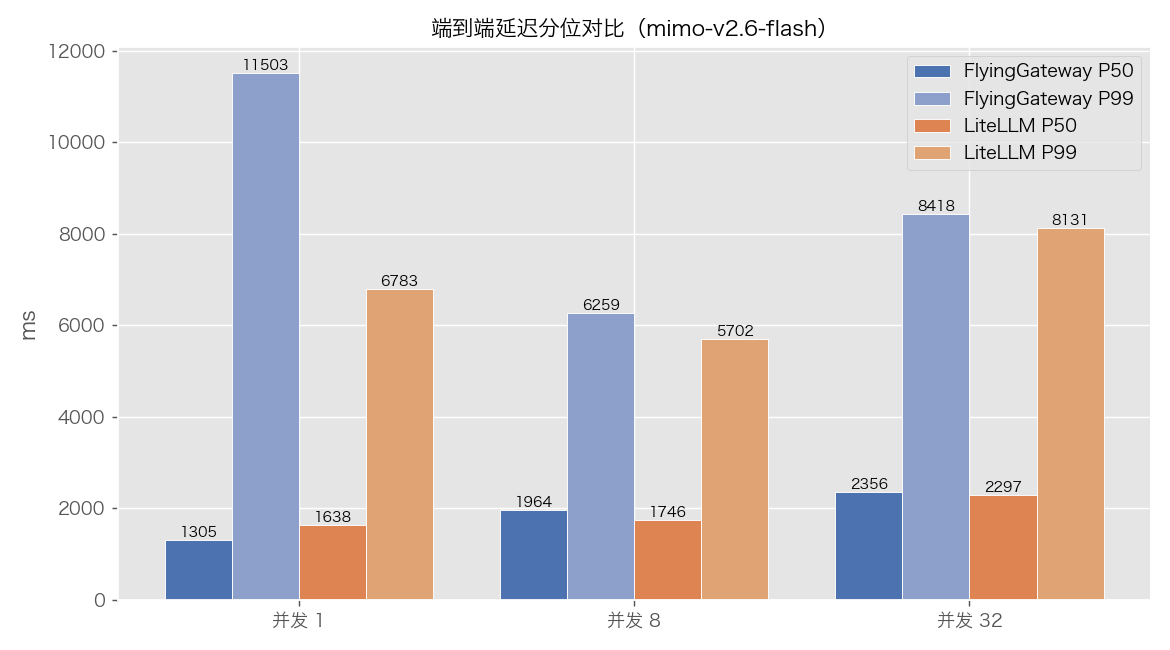 端到端延迟分位对比（mimo-v2.6-flash）
FlyingGateway P50
FlyingGateway P99
LiteLLM P50
LiteLLM P99
ms
12000
10000
8000
6000
4000
2000
0
1305
11503
1638
6783
1964
6259
1746
5702
2356
8418
2297
8131
并发 1
并发 8
并发 32